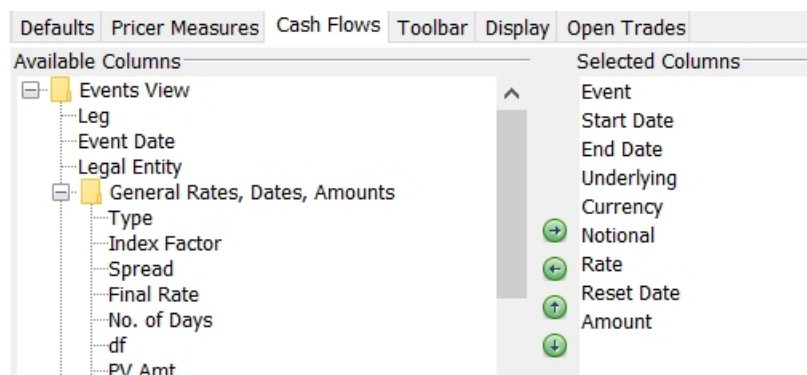 Defaults Pricer Measures Cash Flows Toolbar Display Open Trades
Available Columns
Events View
Leg
Event Date
Legal Entity
General Rates, Dates, Amounts
Type
Index Factor
Spread
Final Rate
No. of Days
df
PV Amt
Selected Columns
Event
Start Date
End Date
Underlying
Currency
Notional
Rate
Reset Date
Amount